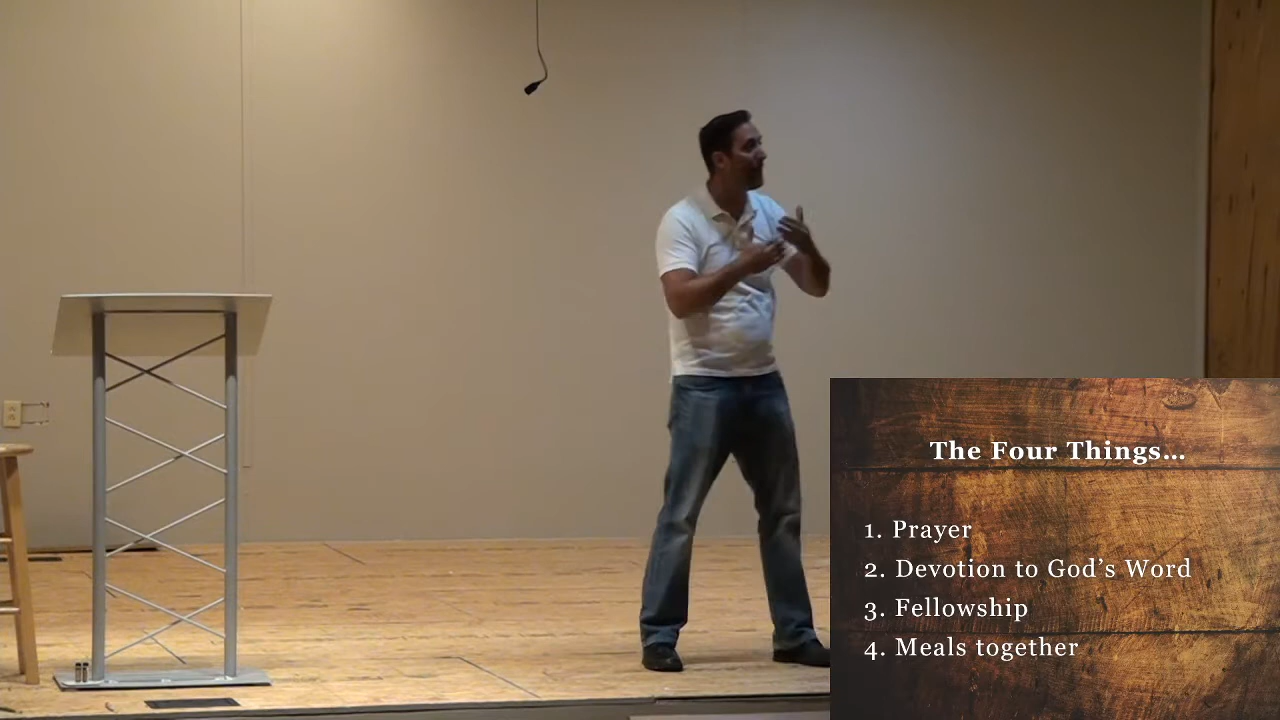 The Four Things...
1. Prayer
2. Devotion to God's Word
3. Fellowship
4. Meals together